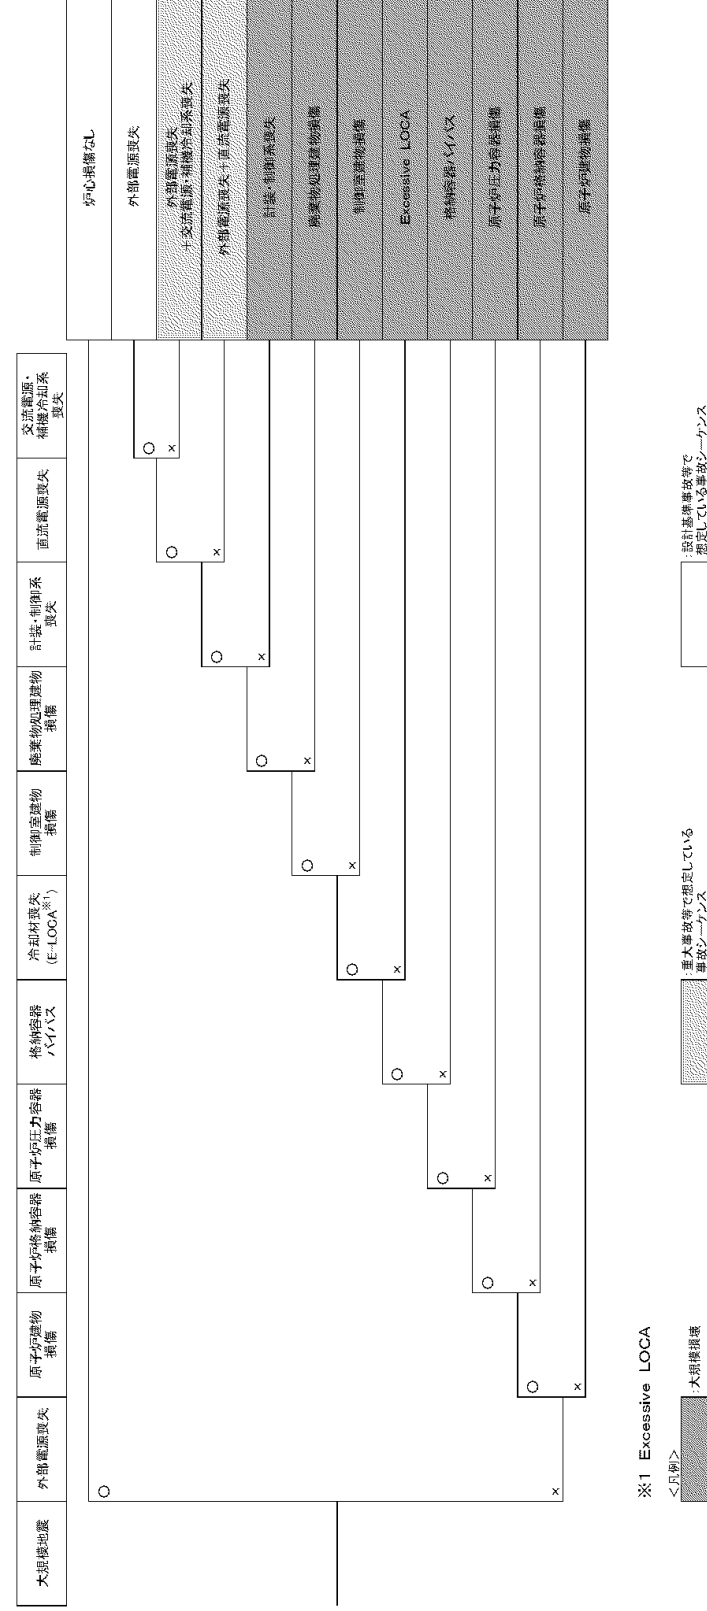 大規模地震
外部電源喪失
原子炉建物
損傷
原子炉格納容器
損傷
原子炉圧力容器
損傷
格納容器
バイパス
冷却材喪失
(E-LOCA※1)
制御室建物
損傷
廃棄物処理建物
損傷
計装・制御系
喪失
直流電源喪失
交流電源・
補機冷却系
喪失
炉心損傷なし
外部電源喪失
外部電源喪失
+交流電源・補機冷却系喪失
外部電源喪失+直流電源喪失
計装・制御系喪失
廃棄物処理建物損傷
制御室建物損傷
Excessive LOCA
格納容器バイパス
原子炉圧力容器損傷
原子炉格納容器損傷
原子炉建物損傷
○
×
○
×
○
×
○
×
○
×
○
×
○
×
○
×
○
×
○
×
○
×
※1 Excessive LOCA
<凡例>
:大規模損壊
:重大事故等で想定している
事故シーケンス
:設計基準事故等で
想定している事故シーケンス